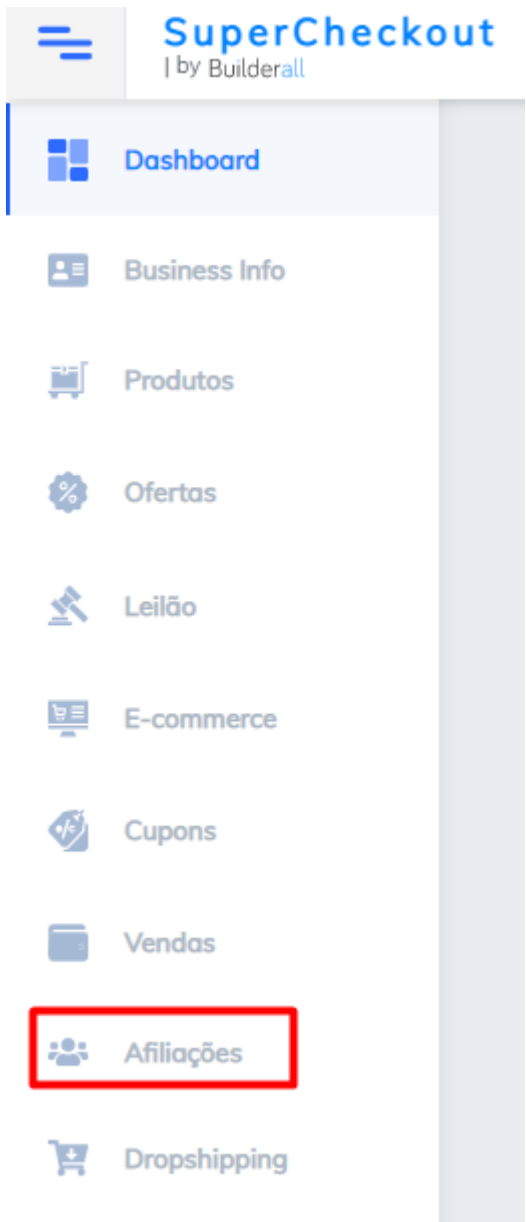 SuperCheckout
| by Builderall
Dashboard
Business Info
Produtos
Ofertas
Leilão
E-commerce
Cupons
Vendas
Afiliações
Dropshipping